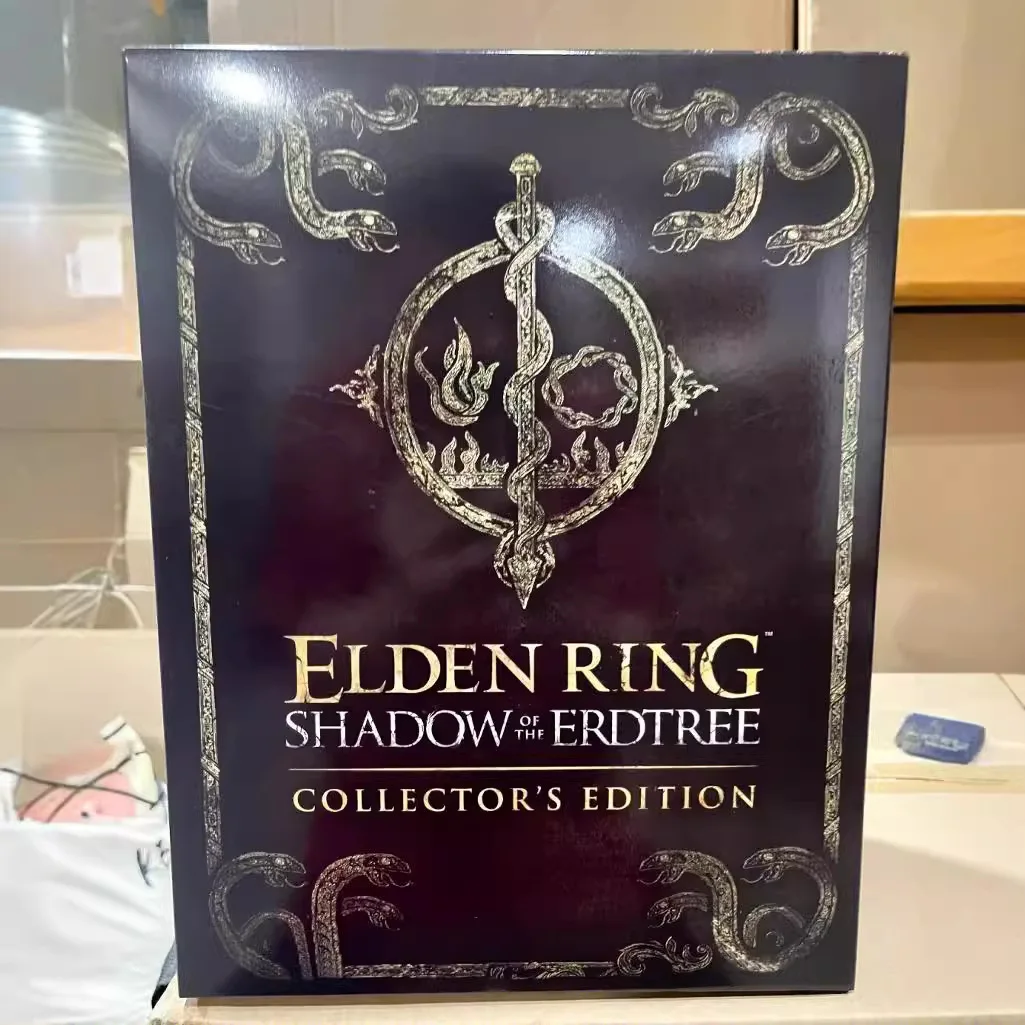 ELDEN RING™
SHADOW OF THE ERDTREE
COLLECTOR'S EDITION